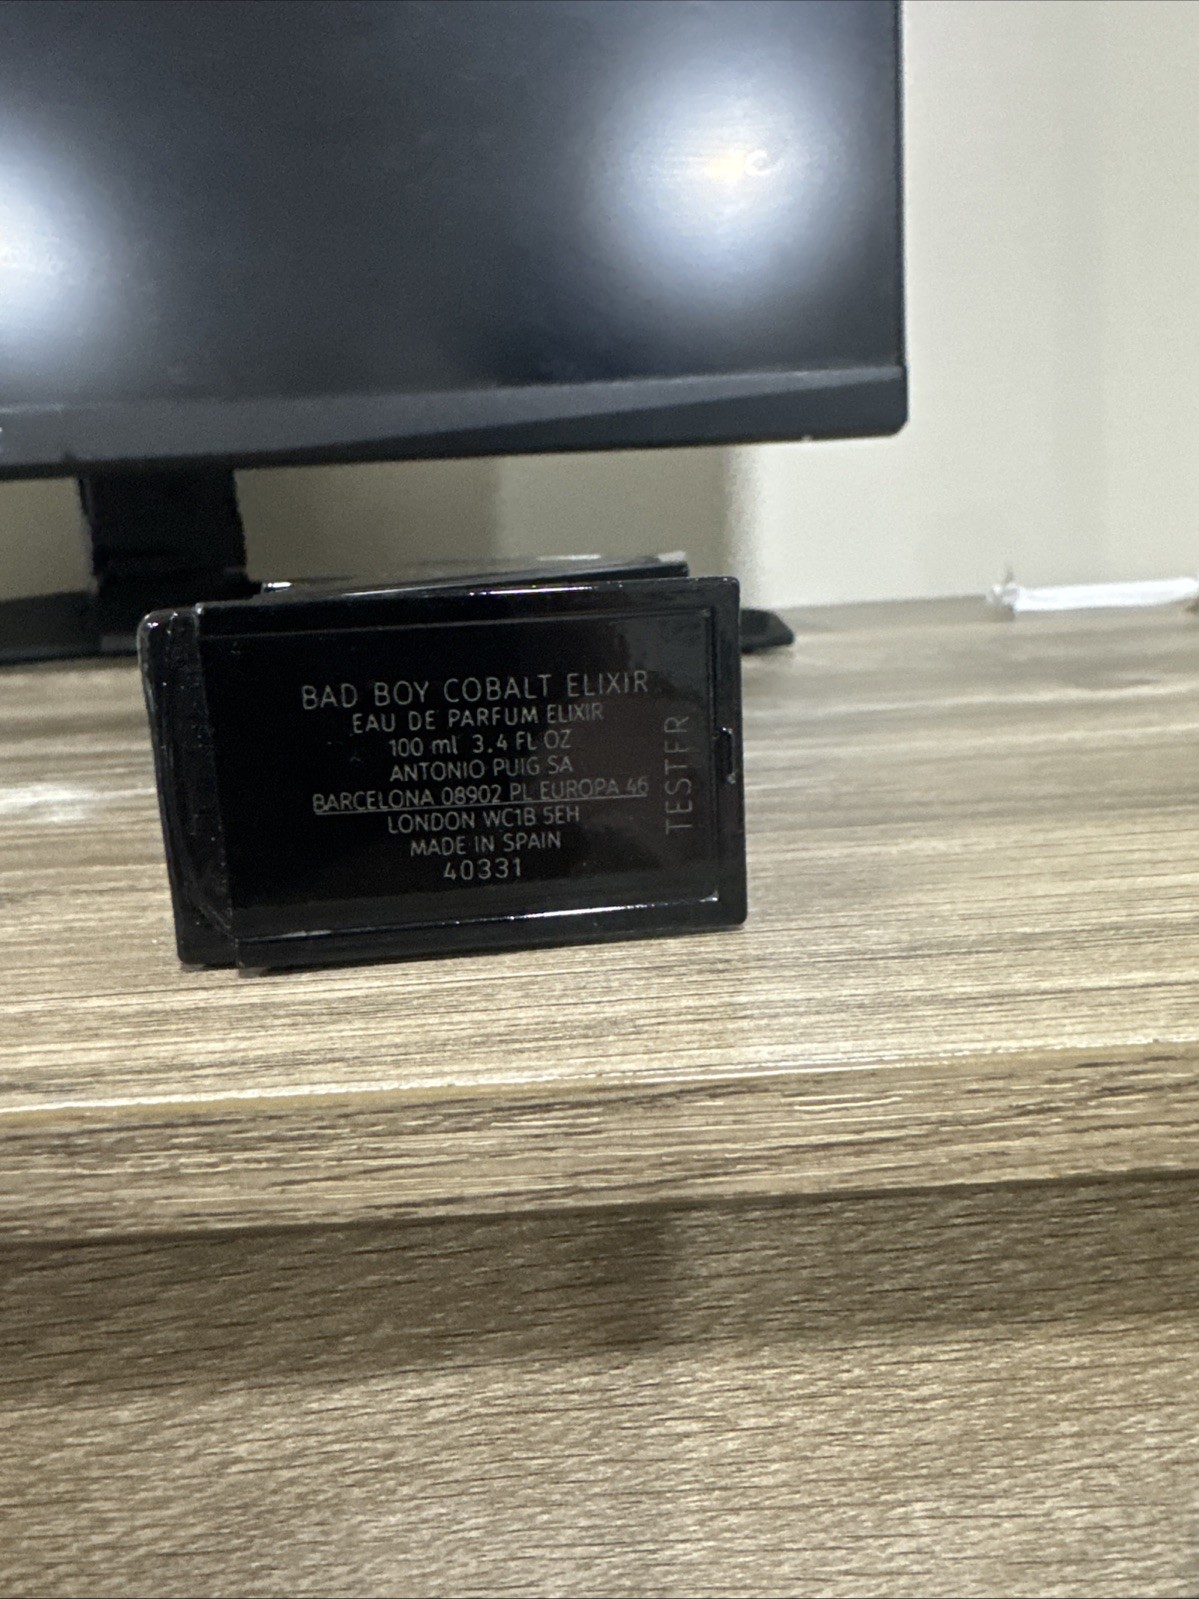 BAD BOY COBALT ELIXIR
EAU DE PARFUM ELIXIR
100 ml 3.4 FL OZ
ANTONIO PUIG SA
BARCELONA 08902 PL EUROPA 46
LONDON WC1B 5EH
MADE IN SPAIN
40331
TESTER